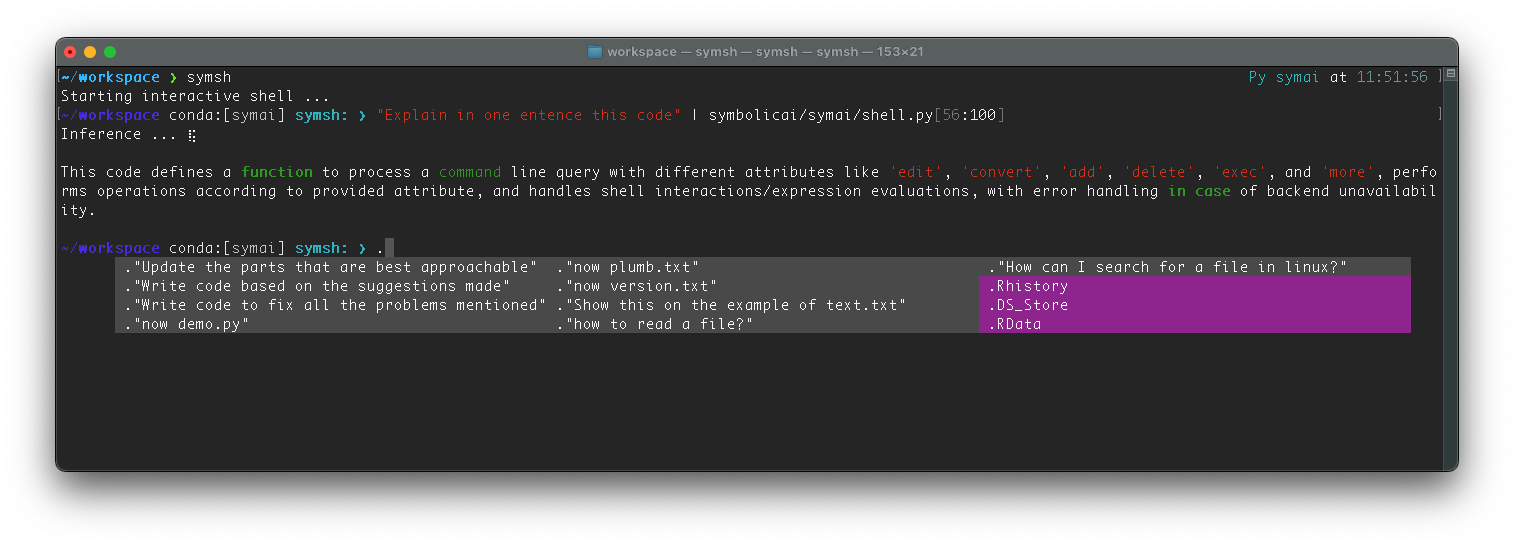 workspace — symsh — symsh — symsh — 153×21
[~/workspace ❯ symsh Py symai at 11:51:56 ]
Starting interactive shell ...
[~/workspace conda:[symai] symsh: ❯ "Explain in one entence this code" | symbolicai/symai/shell.py[56:100] ]
Inference ... ⢯
This code defines a function to process a command line query with different attributes like 'edit', 'convert', 'add', 'delete', 'exec', and 'more', perfo
rms operations according to provided attribute, and handles shell interactions/expression evaluations, with error handling in case of backend unavailabil
ity.
~/workspace conda:[symai] symsh: ❯ .
."Update the parts that are best approachable" ."now plumb.txt" ."How can I search for a file in linux?"
."Write code based on the suggestions made" ."now version.txt" .Rhistory
."Write code to fix all the problems mentioned" ."Show this on the example of text.txt" .DS_Store
."now demo.py" ."how to read a file?" .RData